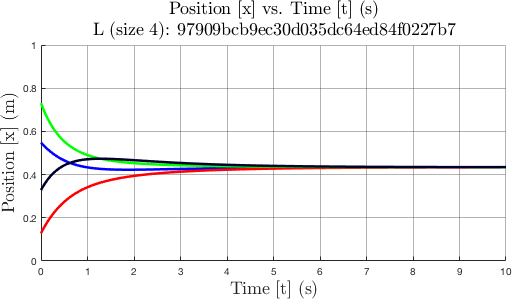 Position [x] vs. Time [t] (s)
L (size 4): 97909bcb9ec30d035dc64ed84f0227b7
Position [x] (m)
1
0.8
0.6
0.4
0.2
0
0 1 2 3 4 5 6 7 8 9 10
Time [t] (s)